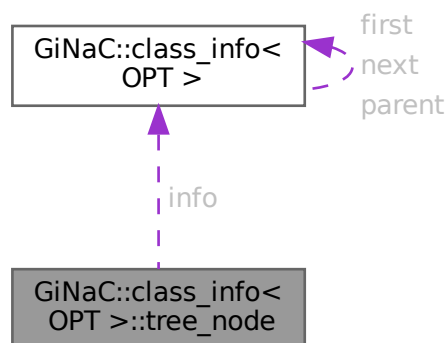 GiNaC::class_info<
OPT >
first
next
parent
info
GiNaC::class_info<
OPT >::tree_node